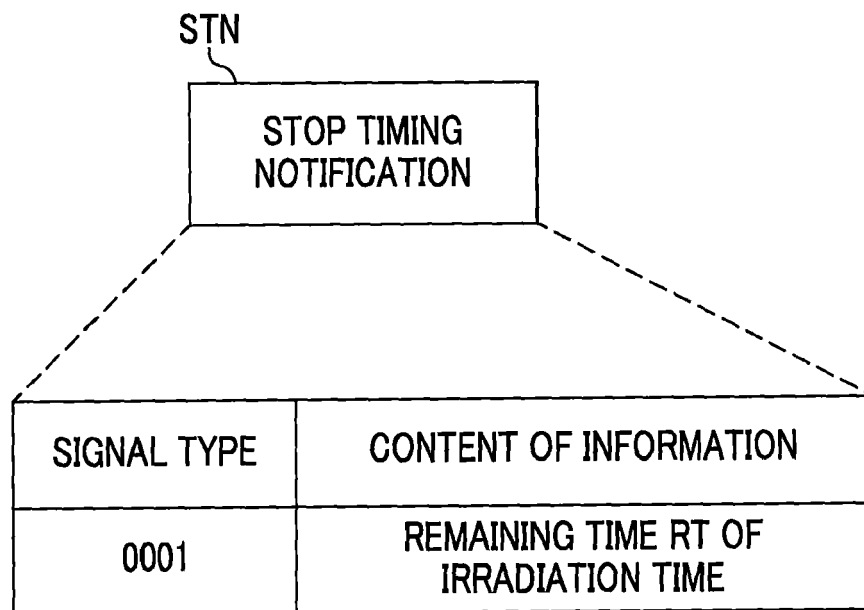 STN
STOP TIMING
NOTIFICATION
SIGNAL TYPE
CONTENT OF INFORMATION
0001
REMAINING TIME RT OF
IRRADIATION TIME